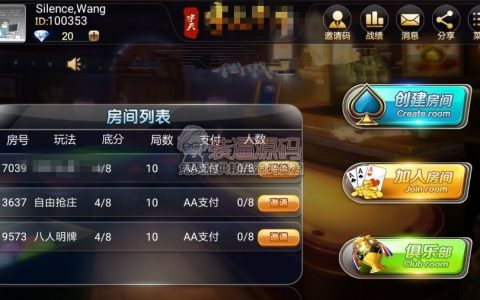 Silence,Wang
ID:100353
20
邀请码 战绩 消息 分享
房间列表
房号 玩法 底分 局数 支付 人数
7039 4/8 10 AA支付 0/8
3637 自由抢庄 4/8 10 AA支付 0/8 邀请
9573 八人明牌 4/8 10 AA支付 0/8 邀请
创建房间
Create room
加入房间
Join room
俱乐部
Club room
装逼源码